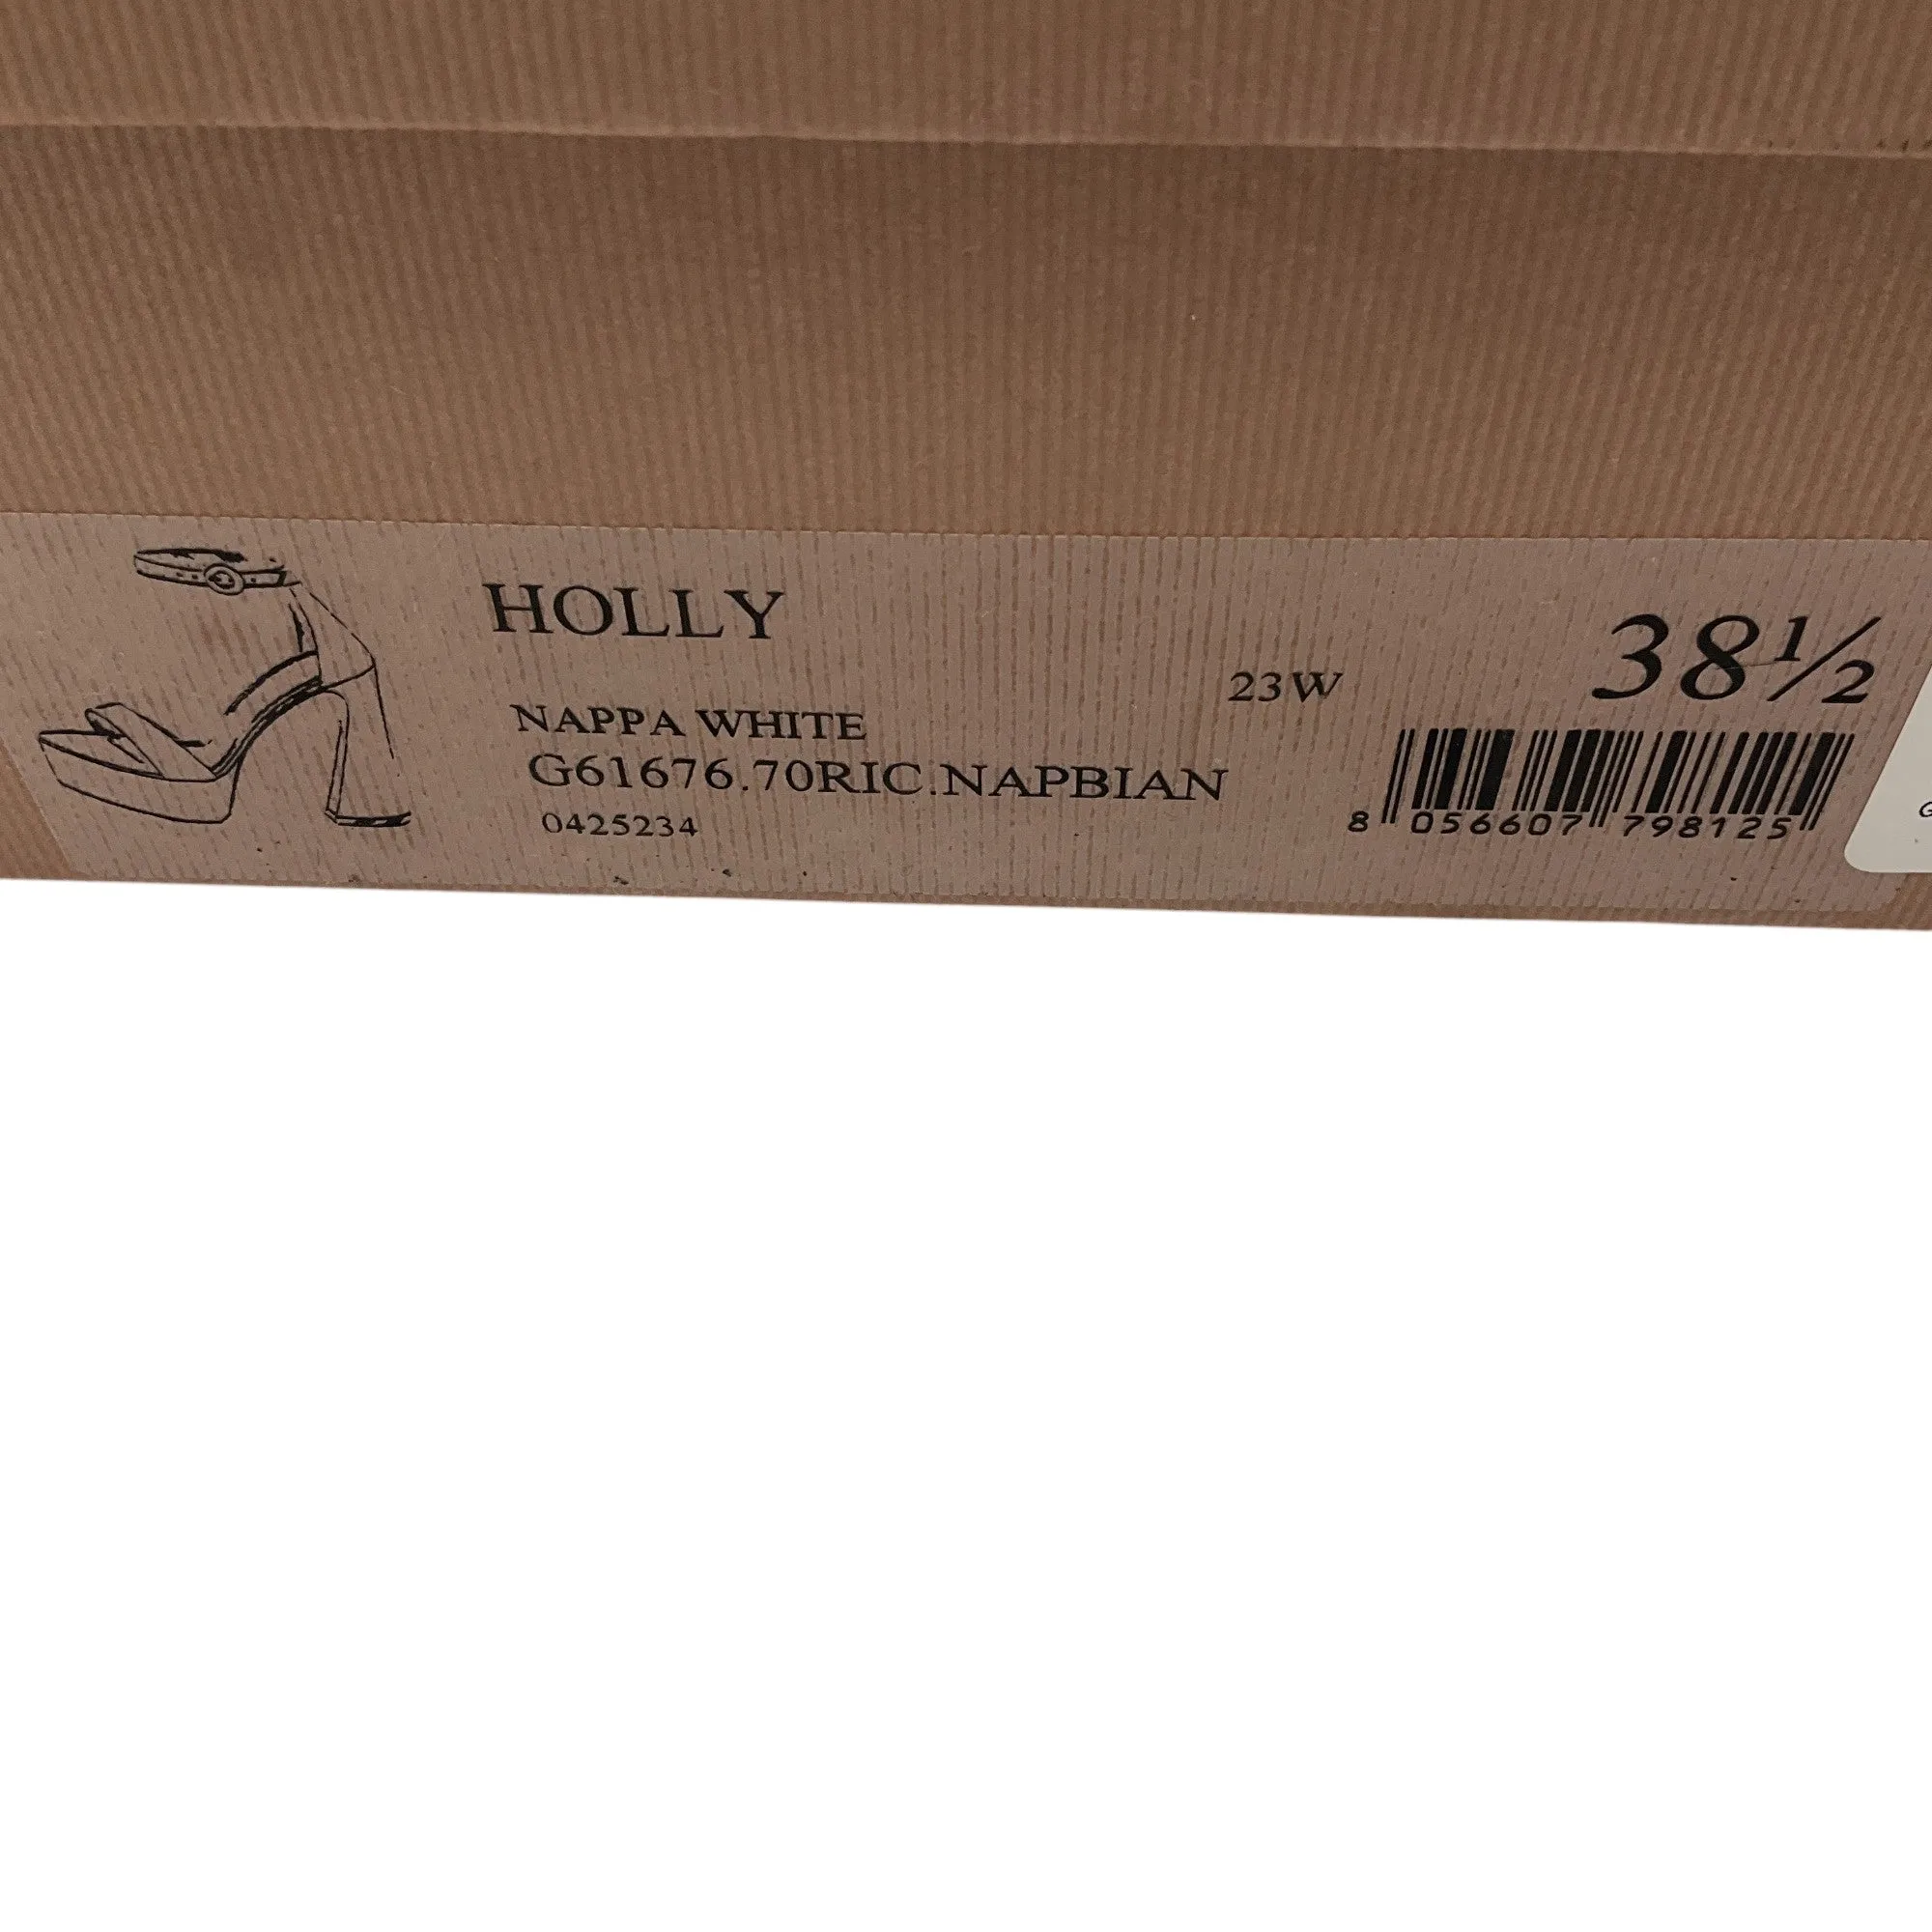 HOLLY
23W
38½
NAPPA WHITE
G61676.70RIC.NAPBIAN
0425234
8 056607 798125